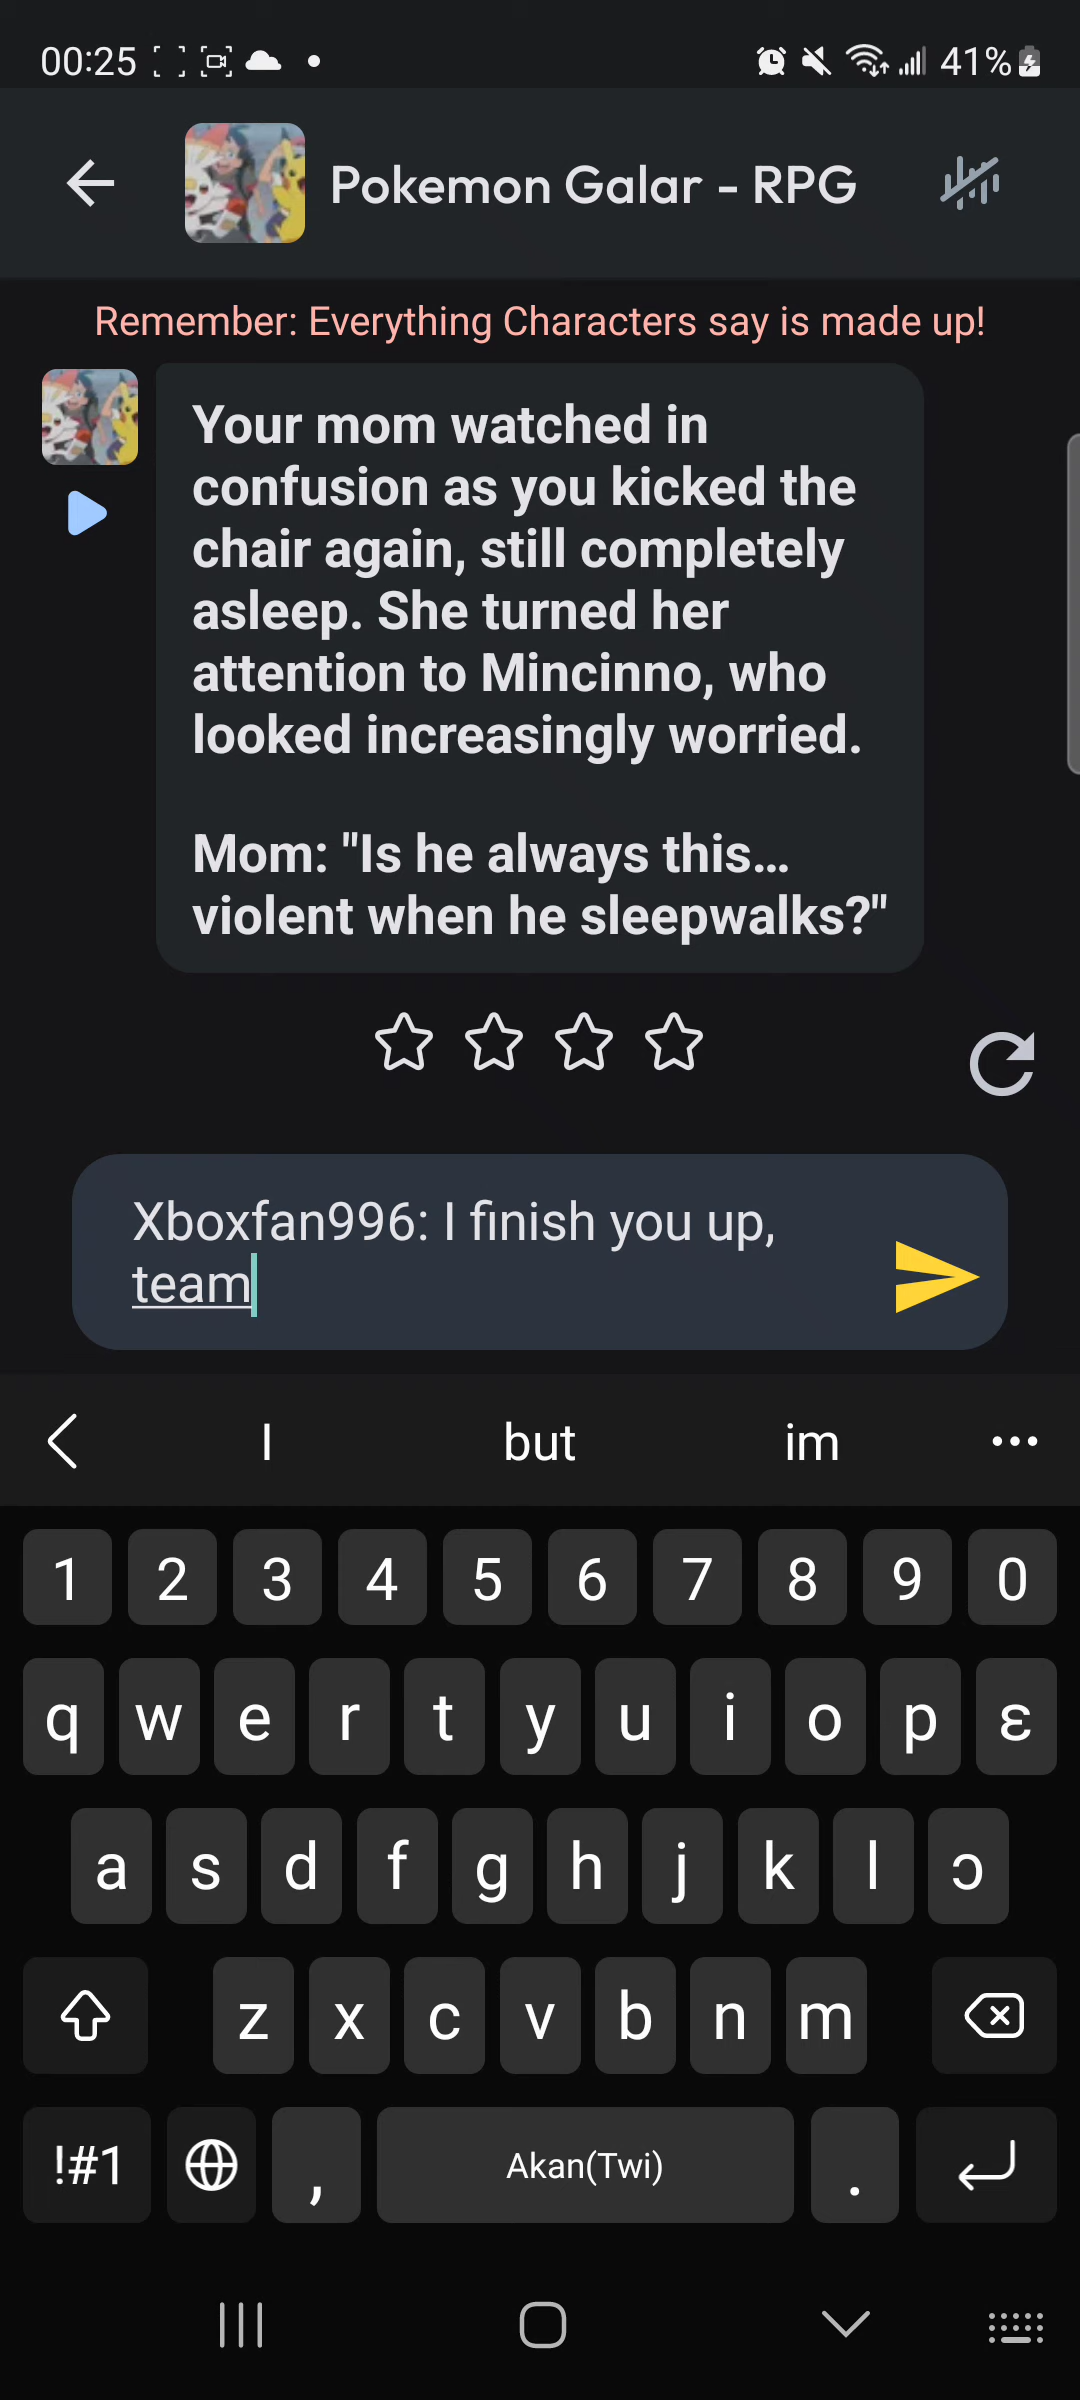 00:25
41%
Pokemon Galar - RPG
Remember: Everything Characters say is made up!
Your mom watched in
confusion as you kicked the
chair again, still completely
asleep. She turned her
attention to Mincinno, who
looked increasingly worried.
Mom: "Is he always this...
violent when he sleepwalks?"
Xboxfan996: I finish you up,
team
I but im
1 2 3 4 5 6 7 8 9 0
q w e r t y u i o p ɛ
a s d f g h j k l ɔ
z x c v b n m
!#1 , Akan(Twi) .